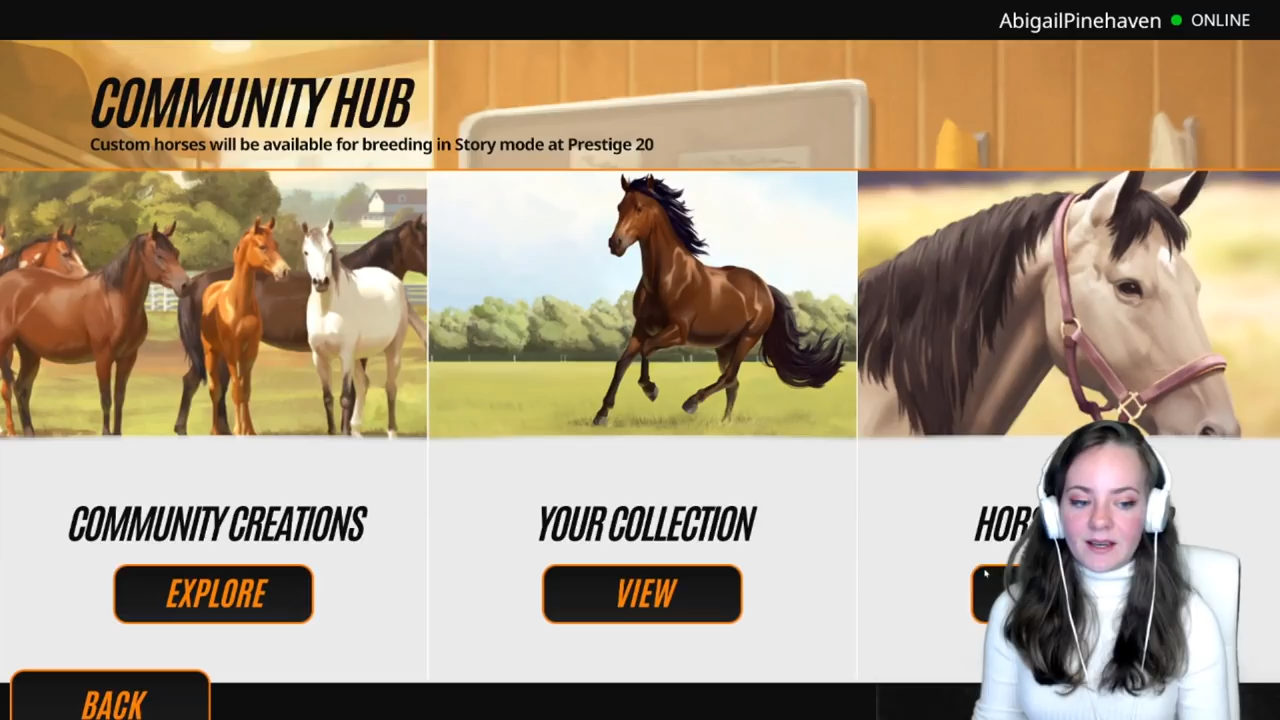 AbigailPinehaven ONLINE
COMMUNITY HUB
Custom horses will be available for breeding in Story mode at Prestige 20
COMMUNITY CREATIONS
YOUR COLLECTION
EXPLORE
VIEW
BACK